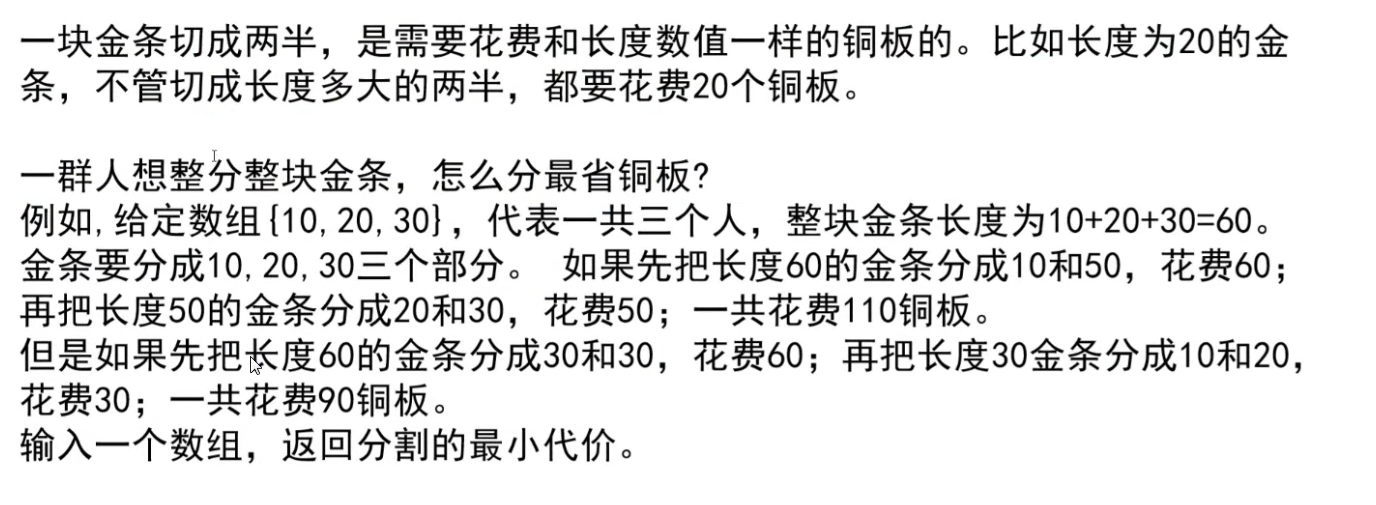 一块金条切成两半，是需要花费和长度数值一样的铜板的。比如长度为20的金
条，不管切成长度多大的两半，都要花费20个铜板。
一群人想整分整块金条，怎么分最省铜板?
例如,给定数组{10,20,30}，代表一共三个人，整块金条长度为10+20+30=60。
金条要分成10,20,30三个部分。 如果先把长度60的金条分成10和50，花费60；
再把长度50的金条分成20和30，花费50；一共花费110铜板。
但是如果先把长度60的金条分成30和30，花费60；再把长度30金条分成10和20，
花费30；一共花费90铜板。
输入一个数组，返回分割的最小代价。